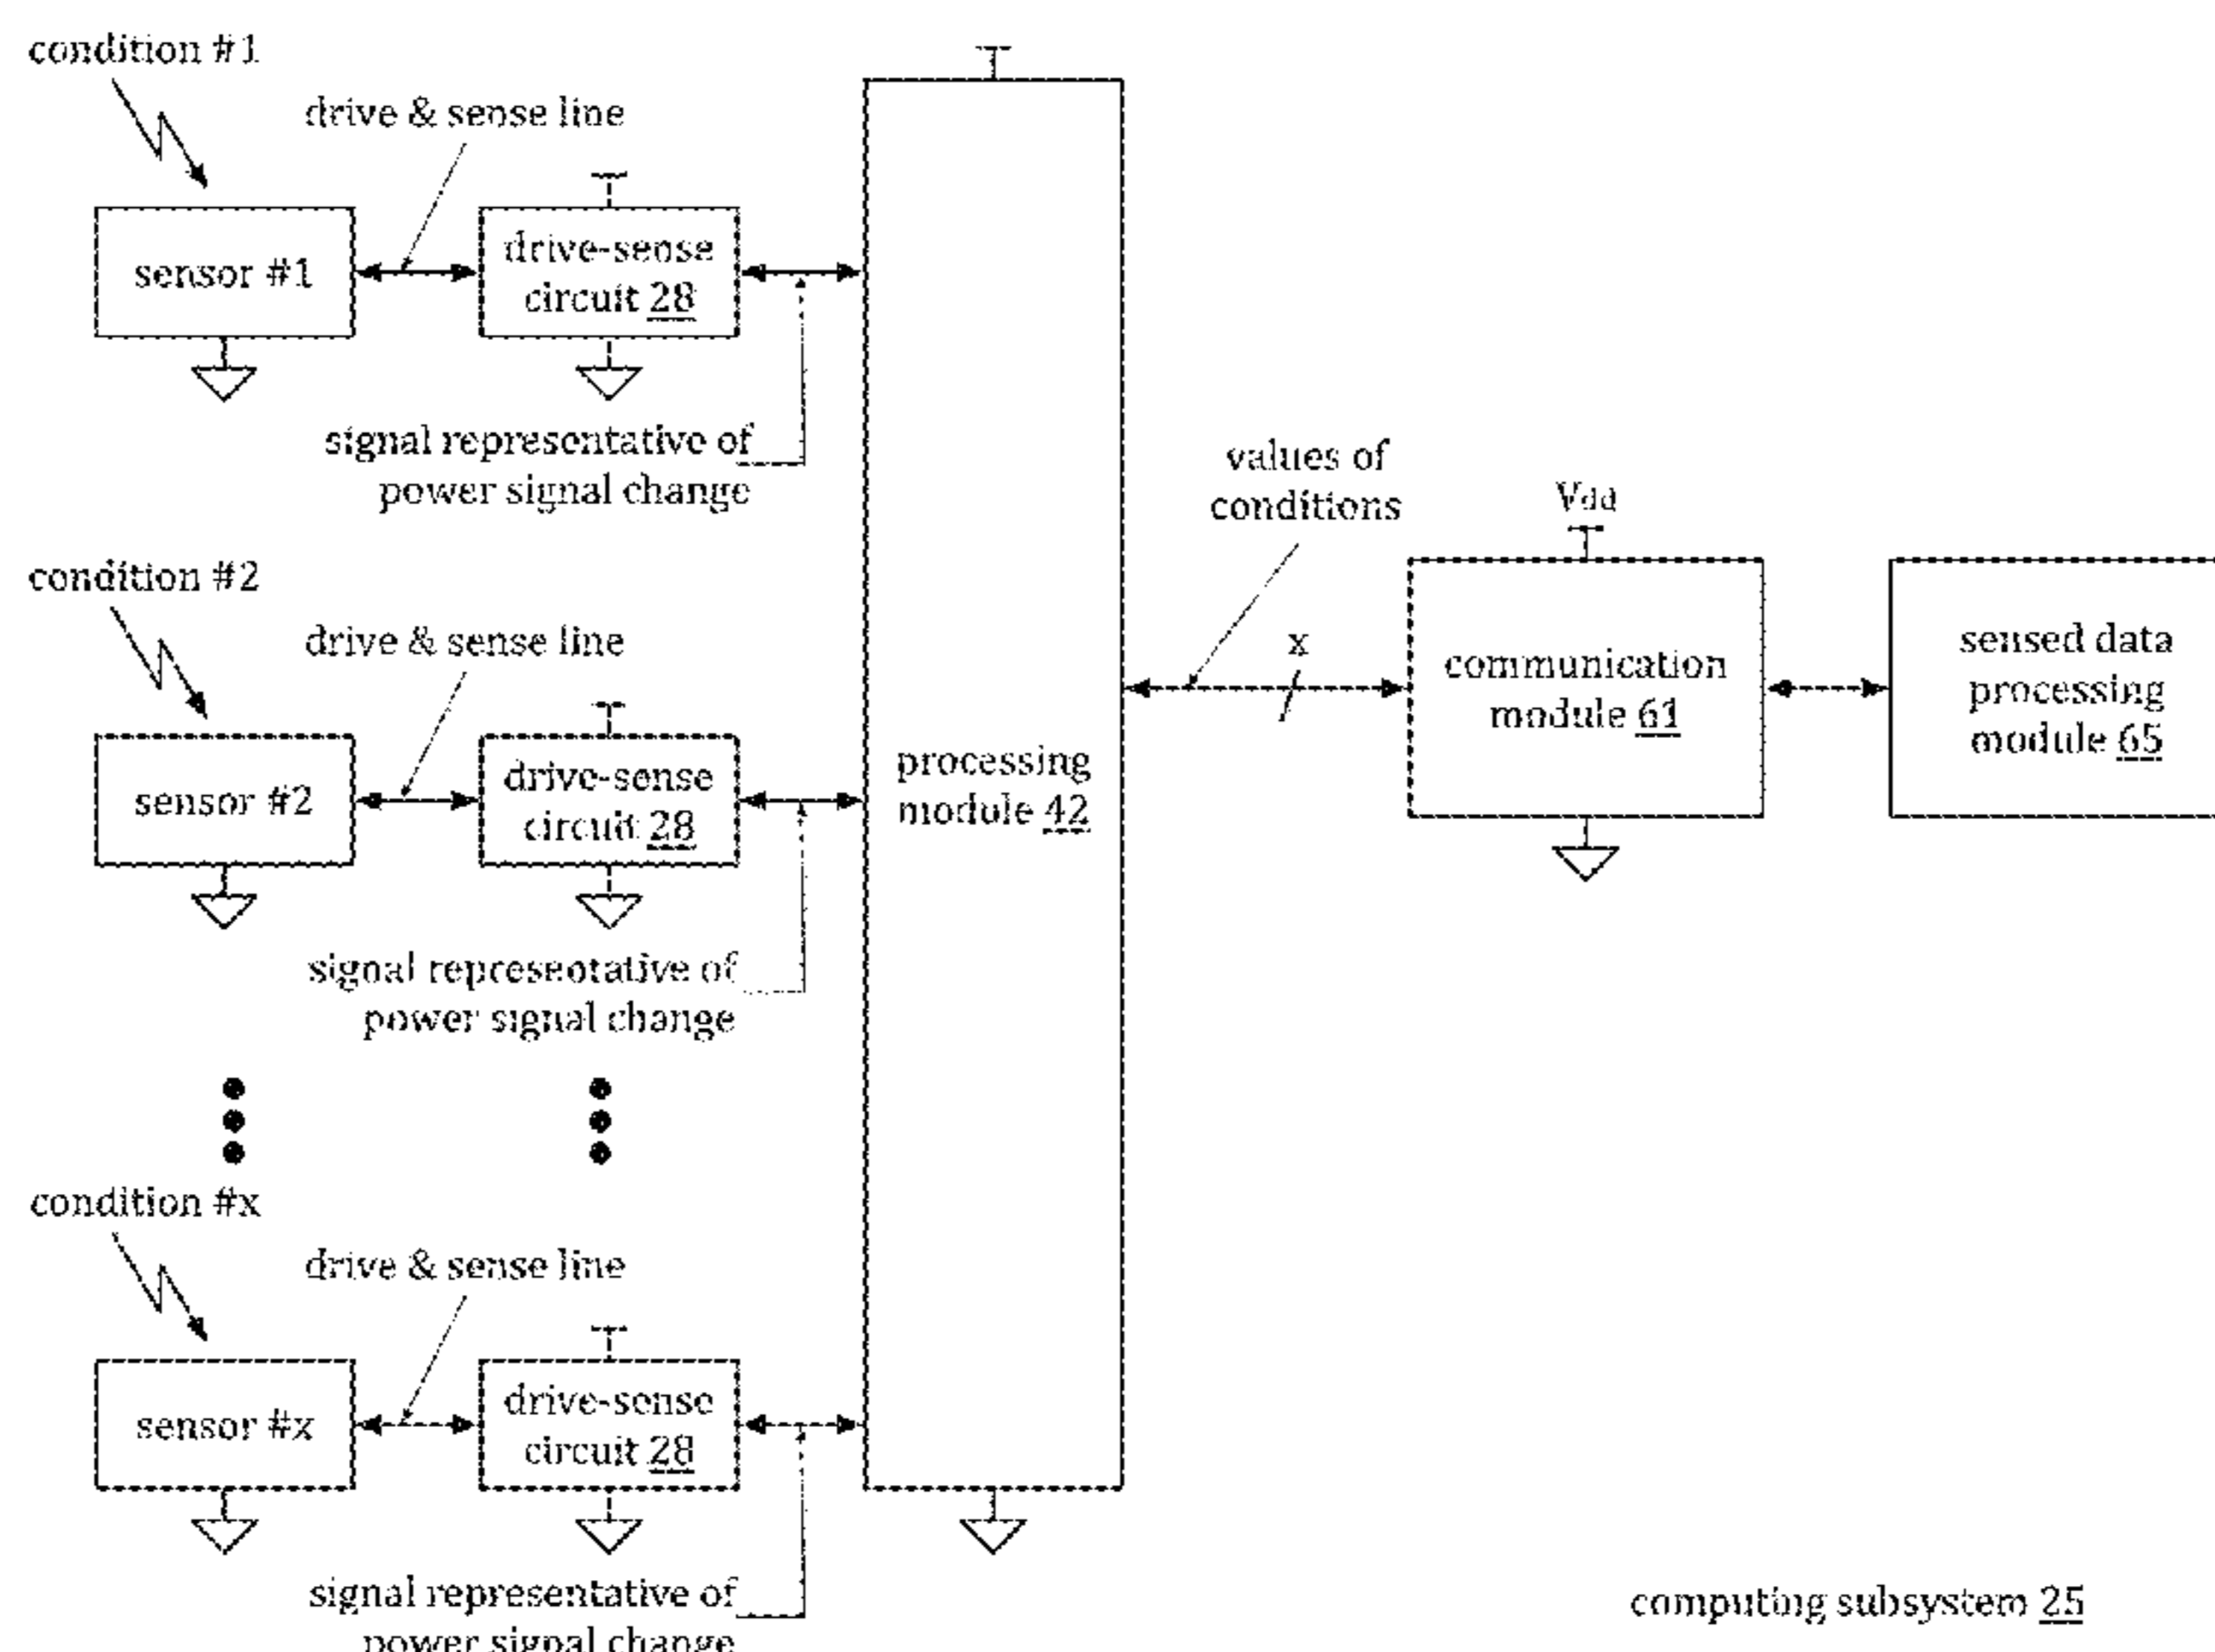 condition #1
drive & sense line
sensor #1
drive-sense
circuit 28
signal representative of
power signal change
condition #2
drive & sense line
sensor #2
drive-sense
circuit 28
signal representative of
power signal change
condition #x
drive & sense line
sensor #x
drive-sense
circuit 28
signal representative of
power signal change
processing
module 42
values of
conditions
x
Vdd
communication
module 61
sensed data
processing
module 65
computing subsystem 25